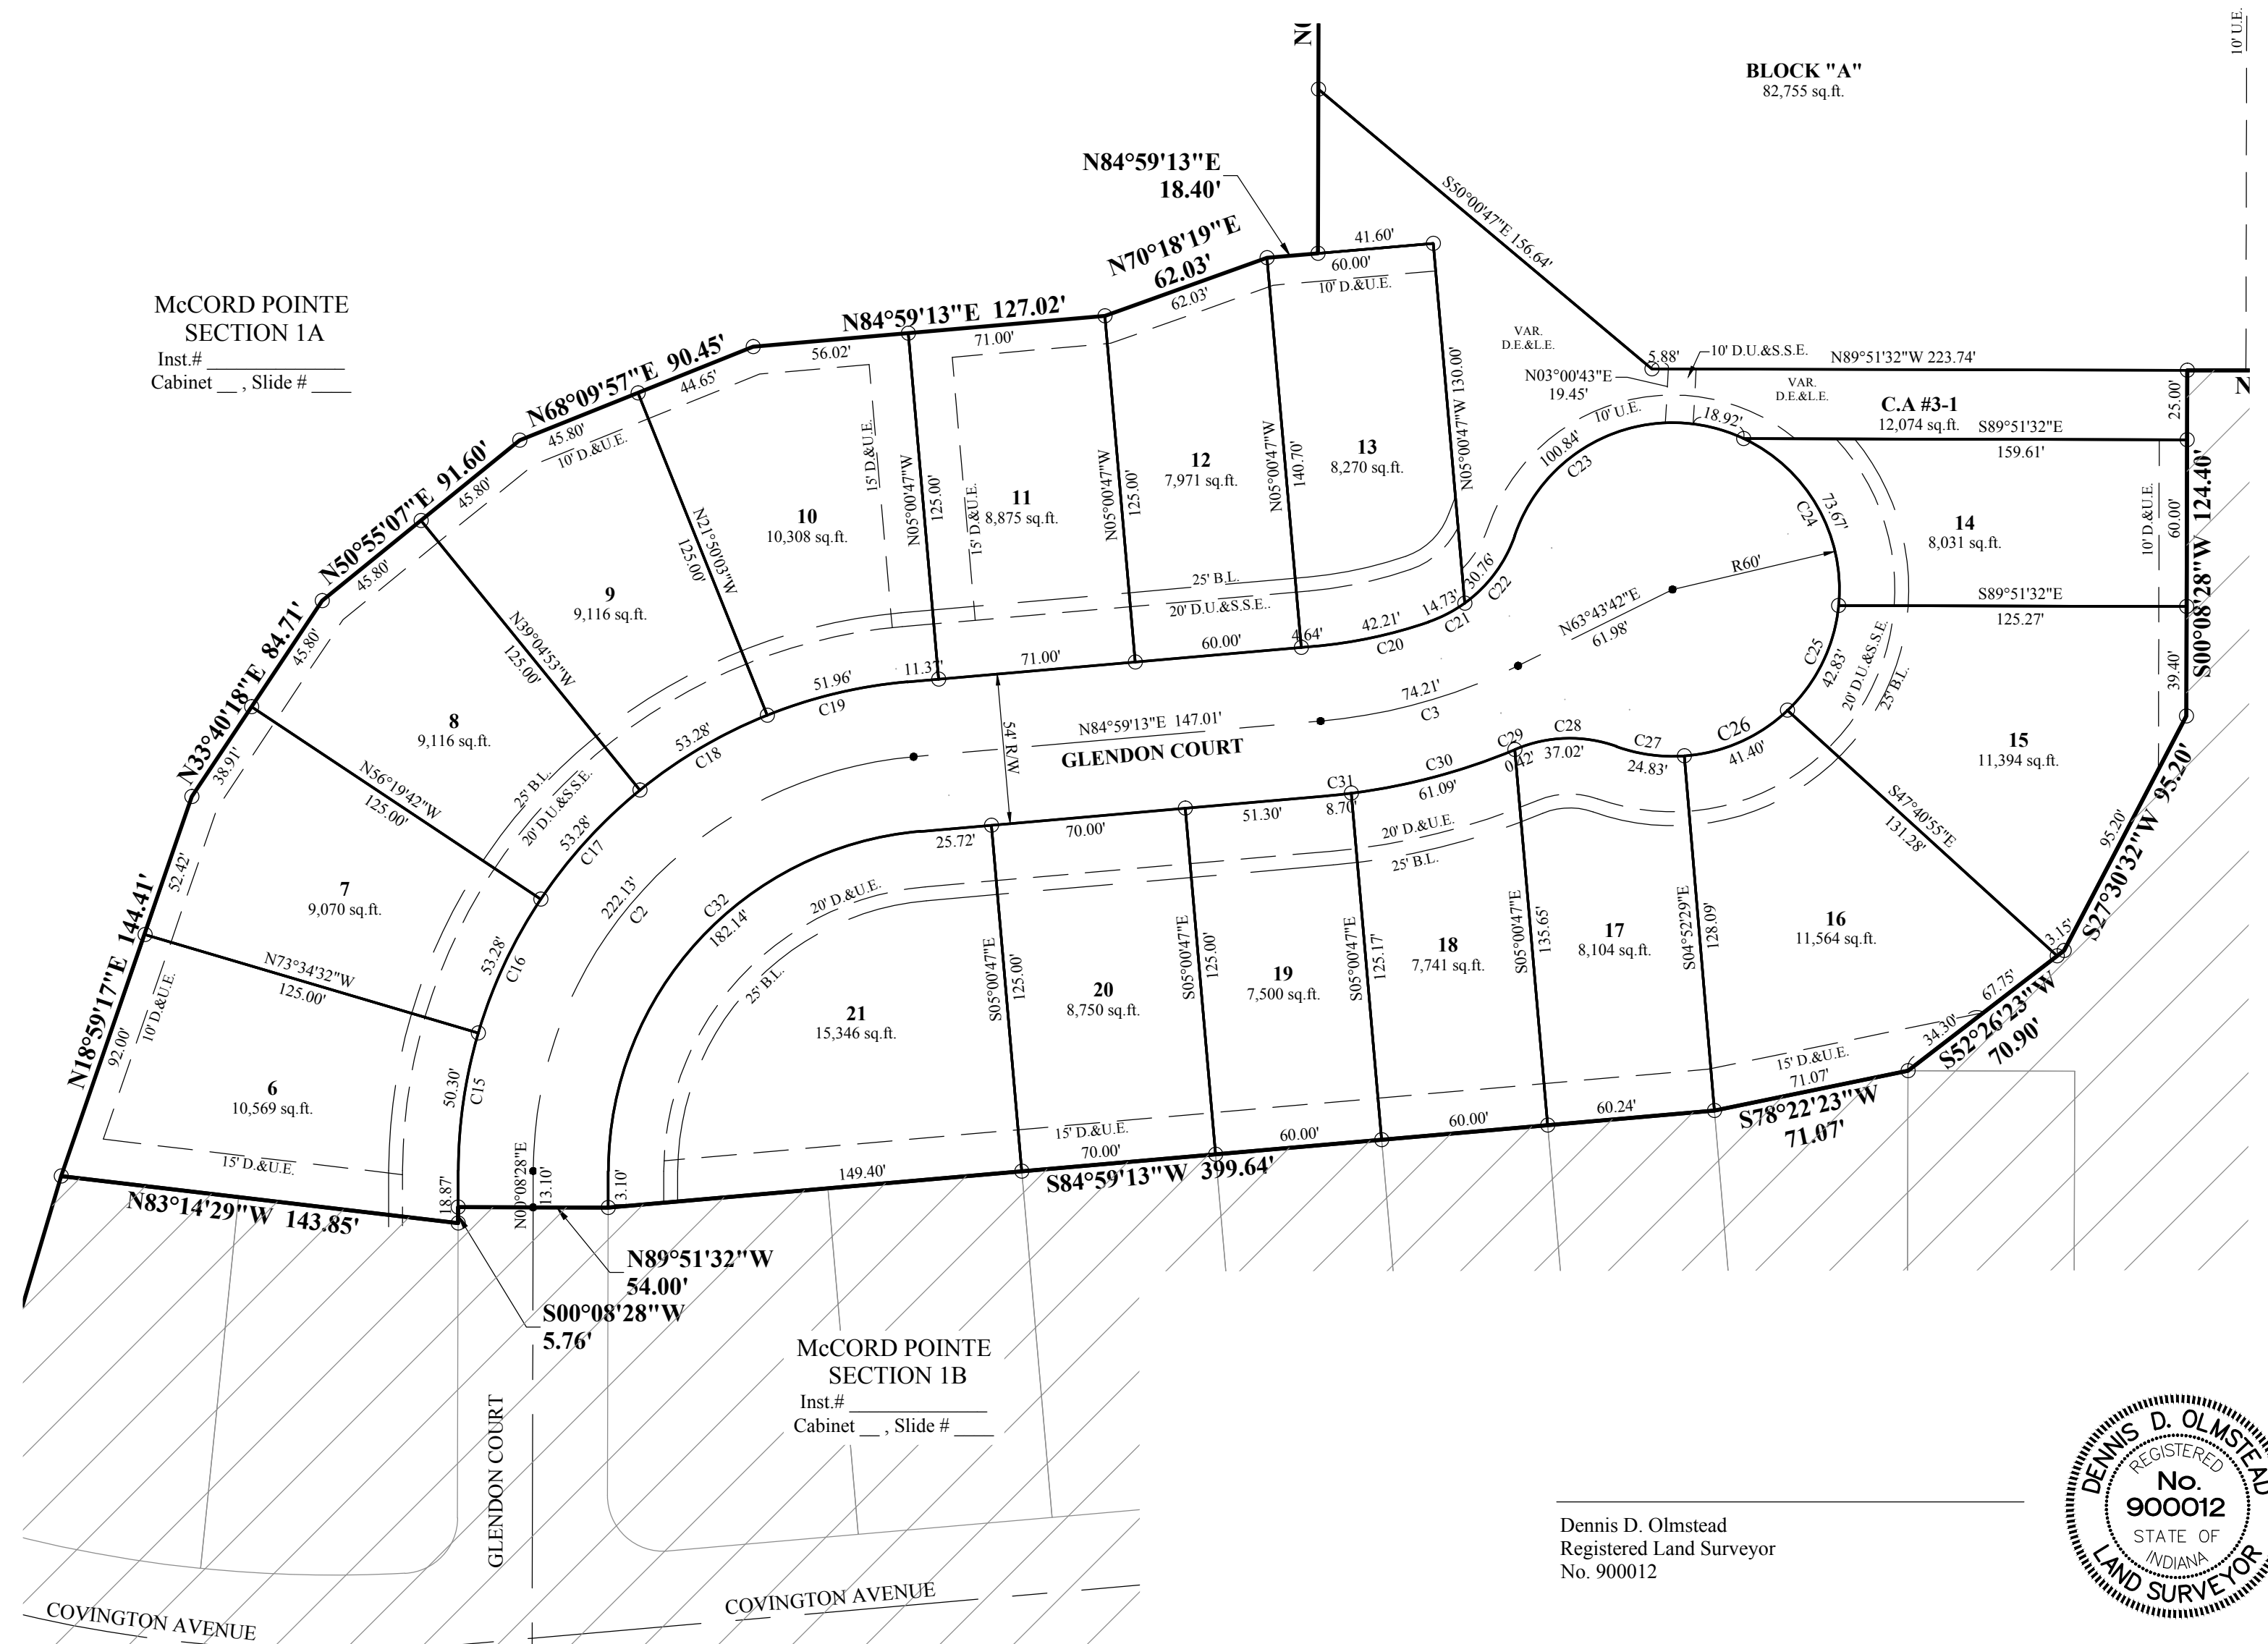 10' U.E.
BLOCK "A"
82,755 sq.ft.
N84°59'13"E
18.40'
S50°00'47"E 156.64'
N70°18'19"E
62.03'
62.03'
41.60'
60.00'
10' D.&U.E.
McCORD POINTE
SECTION 1A
Inst.# ____________
Cabinet __ , Slide # ____
N84°59'13"E 127.02'
56.02'
71.00'
N68°09'57"E 90.45'
45.80'
44.65'
10' D.&U.E.
VAR.
D.E.&L.E.
5.88'
10' D.U.&S.S.E.
N89°51'32"W 223.74'
N
N03°00'43"E
19.45'
VAR.
D.E.&L.E.
10' U.E.
18.92'
C.A #3-1
12,074 sq.ft.
25.00'
S89°51'32"E
159.61'
N50°55'07"E 91.60'
45.80'
45.80'
N21°50'03"W
125.00'
10
10,308 sq.ft.
15' D.&U.E.
N05°00'47"W
125.00'
15' D.&U.E.
11
8,875 sq.ft.
N05°00'47"W
125.00'
12
7,971 sq.ft.
N05°00'47"W
140.70'
13
8,270 sq.ft.
N05°00'47"W 130.00'
100.84'
C23
C24
73.67'
14
8,031 sq.ft.
10' D.&U.E.
60.00'
S00°08'28"W 124.40'
R60'
N63°43'42"E
61.98'
S89°51'32"E
125.27'
N33°40'18"E 84.71'
38.91'
45.80'
N39°04'53"W
125.00'
9
9,116 sq.ft.
25' B.L.
20' D.U.&S.S.E..
30.76'
C22
14.73'
C21
42.21'
C20
4.64'
60.00'
71.00'
11.37'
51.96'
C19
53.28'
C18
8
9,116 sq.ft.
N56°19'42"W
125.00'
25' B.L.
20' D.U.&S.S.E.
53.28'
C17
54' R/W
N84°59'13"E 147.01'
GLENDON COURT
74.21'
C3
C25
42.83'
20' D.U.&S.S.E.
25' B.L.
39.40'
C26
41.40'
C27
24.83'
C28
37.02'
C29
0.42'
C30
61.09'
C31
8.70'
51.30'
70.00'
25.72'
15
11,394 sq.ft.
S47°40'55"E
131.28'
S27°30'32"W 95.20'
95.20'
3.15'
N18°59'17"E 144.41'
52.42'
92.00'
7
9,070 sq.ft.
N73°34'32"W
125.00'
53.28'
C16
222.13'
C2
C32
182.14'
20' D.&U.E.
25' B.L.
20' D.&U.E.
25' B.L.
10' D.&U.E.
6
10,569 sq.ft.
50.30'
C15
15' D.&U.E.
21
15,346 sq.ft.
S05°00'47"E
125.00'
20
8,750 sq.ft.
S05°00'47"E
125.00'
19
7,500 sq.ft.
S05°00'47"E
125.17'
18
7,741 sq.ft.
S05°00'47"E
135.65'
17
8,104 sq.ft.
S04°52'29"E
128.09'
16
11,564 sq.ft.
67.75'
34.30'
S52°26'23"W
70.90'
15' D.&U.E.
71.07'
S78°22'23"W
71.07'
60.24'
60.00'
60.00'
15' D.&U.E.
70.00'
149.40'
S84°59'13"W 399.64'
N83°14'29"W 143.85'
18.87'
N00°08'28"E
13.10'
3.10'
N89°51'32"W
54.00'
S00°08'28"W
5.76'
McCORD POINTE
SECTION 1B
Inst.# ______________
Cabinet __ , Slide # ____
GLENDON COURT
COVINGTON AVENUE
COVINGTON AVENUE
Dennis D. Olmstead
Registered Land Surveyor
No. 900012
DENNIS D. OLMSTEAD
REGISTERED
No.
900012
STATE OF
INDIANA
LAND SURVEYOR